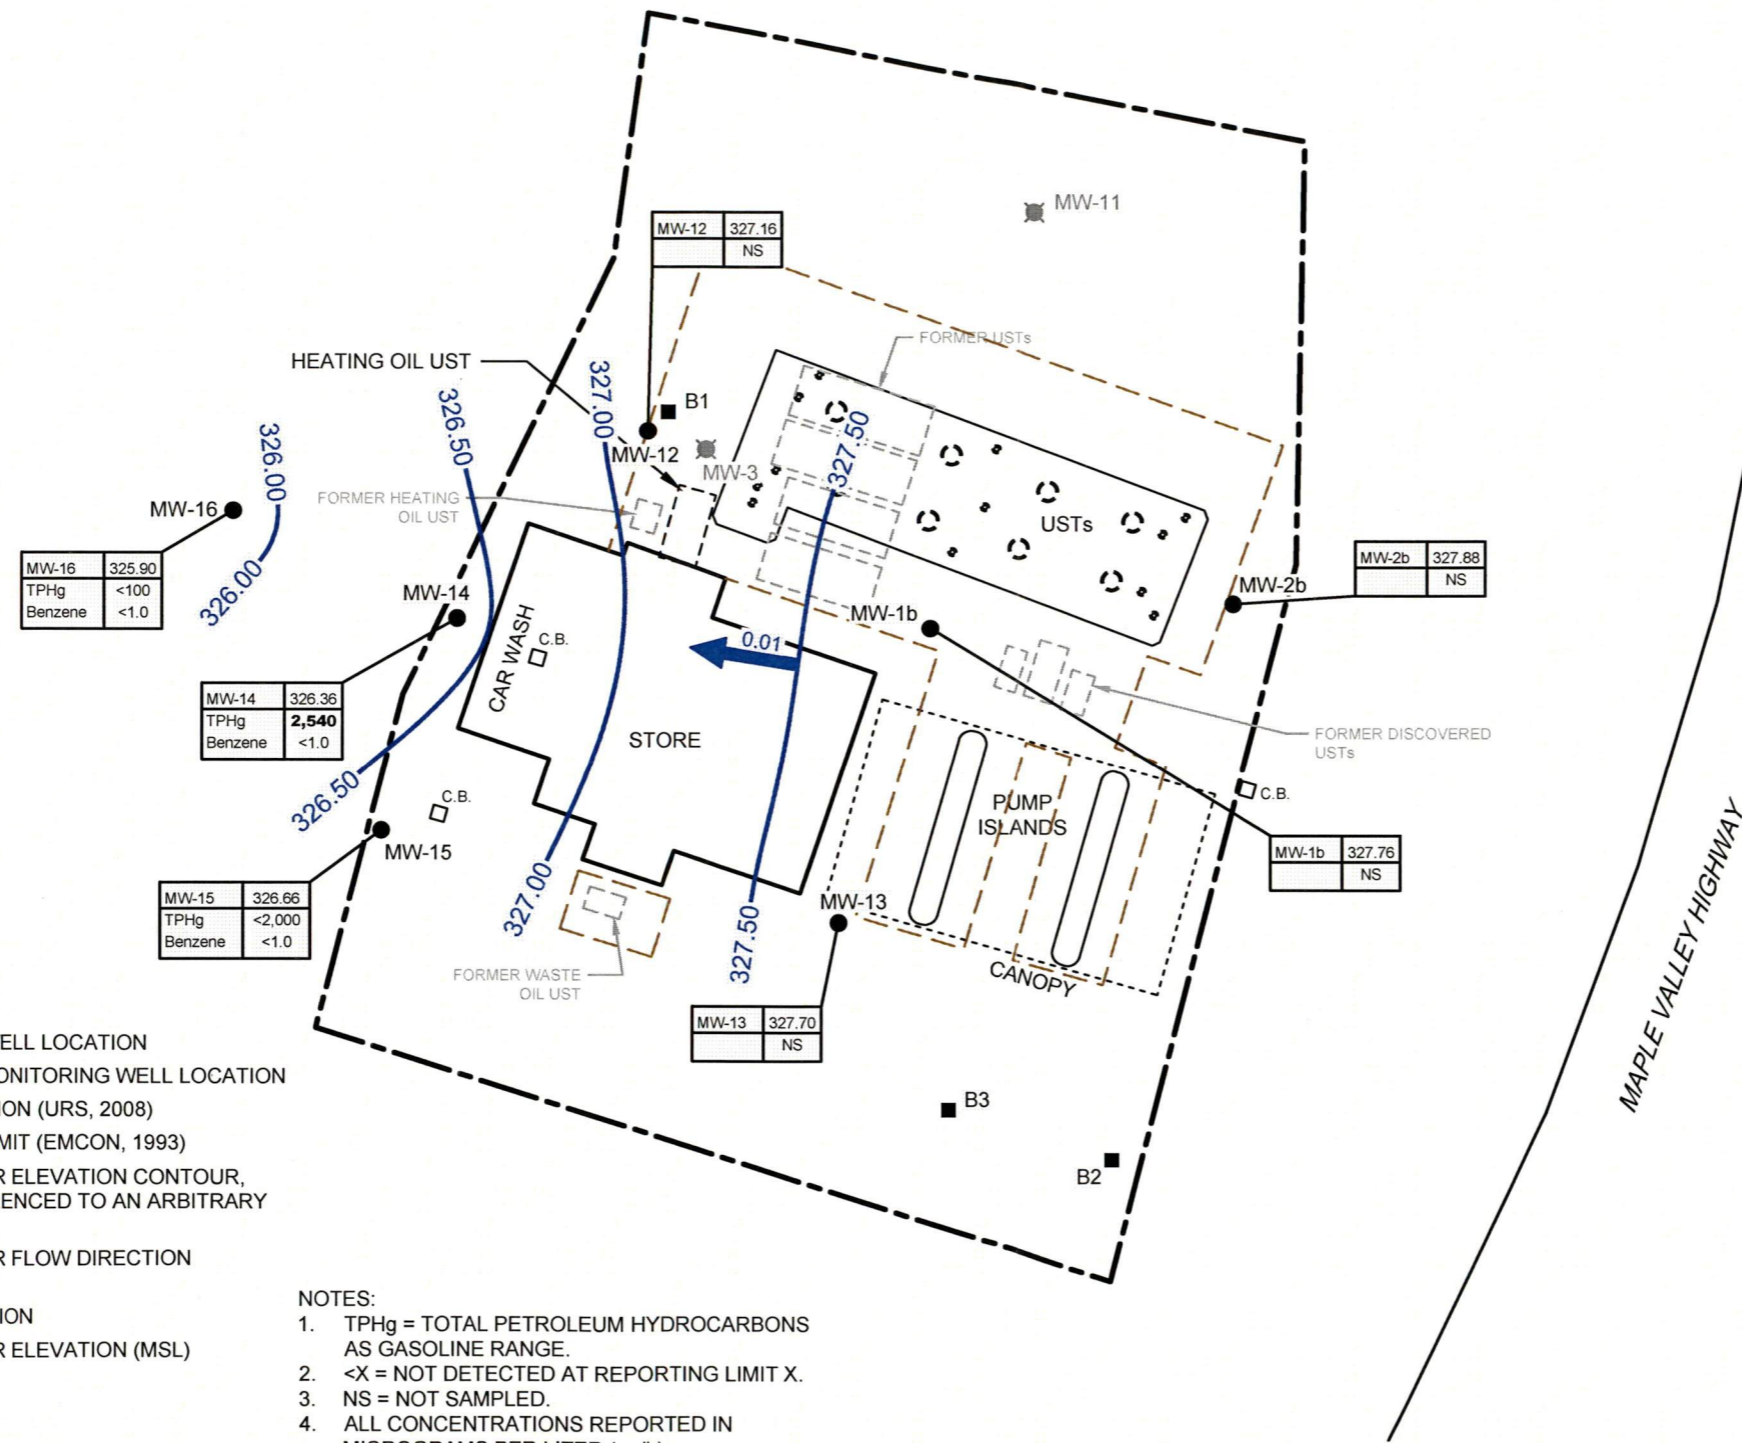 MW-11
MW-12 327.16
NS
FORMER USTs
HEATING OIL UST
327.00
326.50
B1
327.50
326.00
MW-12
MW-3
MW-16
FORMER HEATING
OIL UST
USTs
MW-16 325.90
TPHg <100
Benzene <1.0
326.00
MW-14
MW-2b 327.88
NS
MW-2b
MW-1b
CAR WASH
C.B.
0.01
MW-14 326.36
TPHg 2,540
Benzene <1.0
STORE
FORMER DISCOVERED
USTs
326.50
C.B.
PUMP
ISLANDS
C.B.
MW-15
MW-1b 327.76
NS
MAPLE VALLEY HIGHWAY
MW-15 326.66
TPHg <2,000
Benzene <1.0
327.00
MW-13
327.50
FORMER WASTE
OIL UST
CANOPY
MW-13 327.70
NS
B3
B2
ELL LOCATION
ONITORING WELL LOCATION
ION (URS, 2008)
MIT (EMCON, 1993)
R ELEVATION CONTOUR,
ENCED TO AN ARBITRARY
R FLOW DIRECTION
ION
R ELEVATION (MSL)
NOTES:
1. TPHg = TOTAL PETROLEUM HYDROCARBONS
AS GASOLINE RANGE.
2. <X = NOT DETECTED AT REPORTING LIMIT X.
3. NS = NOT SAMPLED.
4. ALL CONCENTRATIONS REPORTED IN